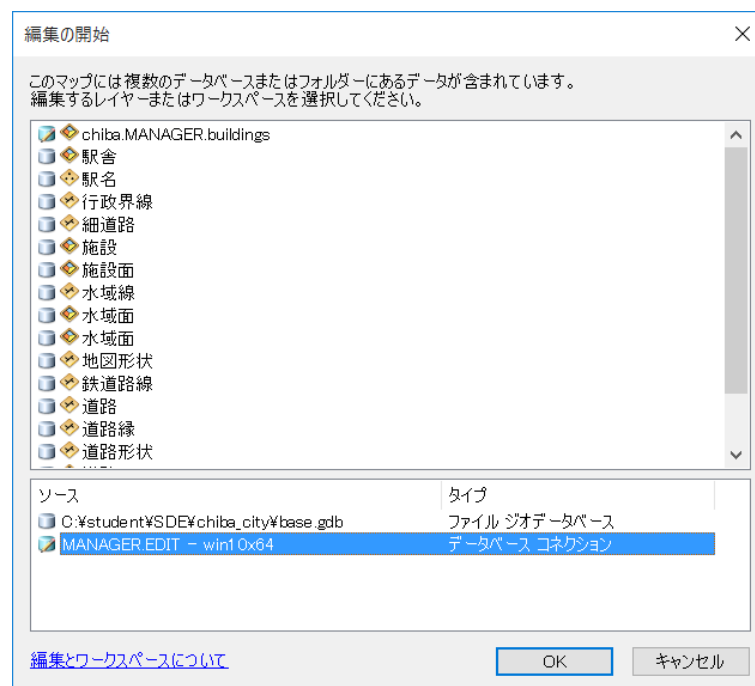 編集の開始
このマップには複数のデータベースまたはフォルダーにあるデータが含まれています。
編集するレイヤーまたはワークスペースを選択してください。
chiba.MANAGER.buildings
駅舎
駅名
行政界線
細道路
施設
施設面
水域線
水域面
水域面
地図形状
鉄道路線
道路
道路縁
道路形状
ソース タイプ
C:¥student¥SDE¥chiba_city¥base.gdb ファイル ジオデータベース
MANAGER.EDIT - win10x64 データベース コネクション
編集とワークスペースについて OK キャンセル